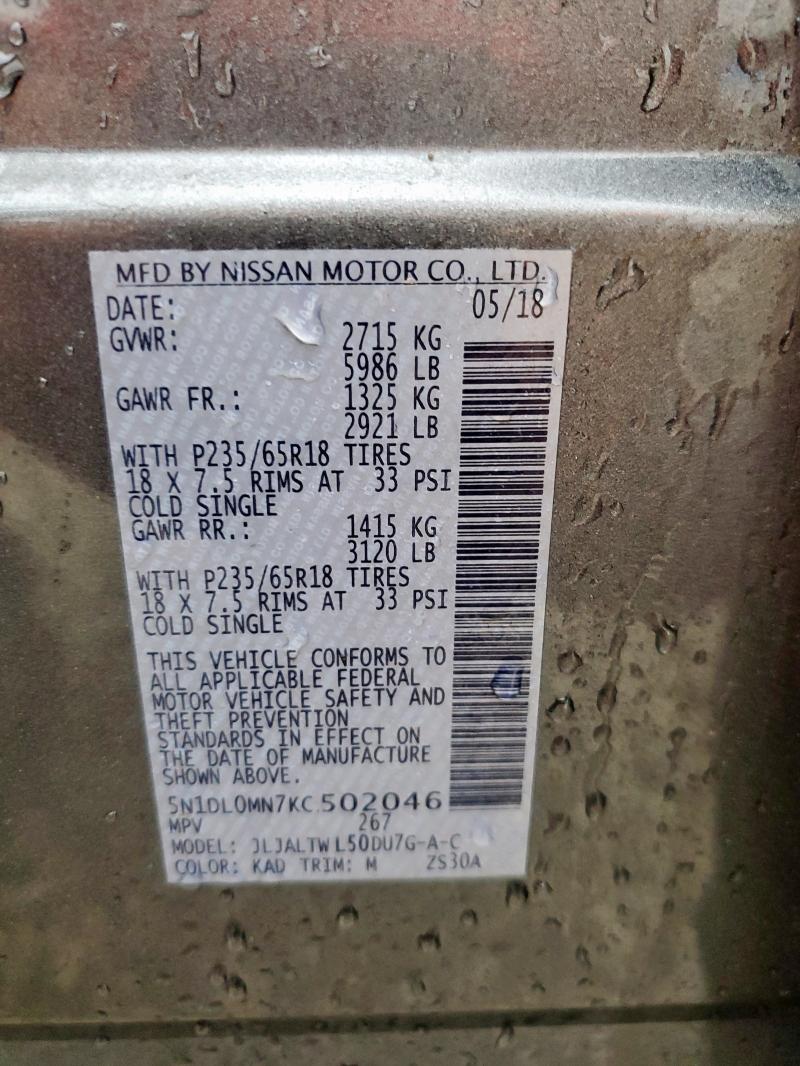 MFD BY NISSAN MOTOR CO., LTD.
DATE: 05/18
GVWR: 2715 KG
5986 LB
GAWR FR.: 1325 KG
2921 LB
WITH P235/65R18 TIRES
18 X 7.5 RIMS AT 33 PSI
COLD SINGLE
GAWR RR.: 1415 KG
3120 LB
WITH P235/65R18 TIRES
18 X 7.5 RIMS AT 33 PSI
COLD SINGLE
THIS VEHICLE CONFORMS TO
ALL APPLICABLE FEDERAL
MOTOR VEHICLE SAFETY AND
THEFT PREVENTION
STANDARDS IN EFFECT ON
THE DATE OF MANUFACTURE
SHOWN ABOVE.
5N1DL0MN7KC502046
MPV 267
MODEL: JLJALTWL50DU7G-A-C
COLOR: KAD TRIM: M ZS30A